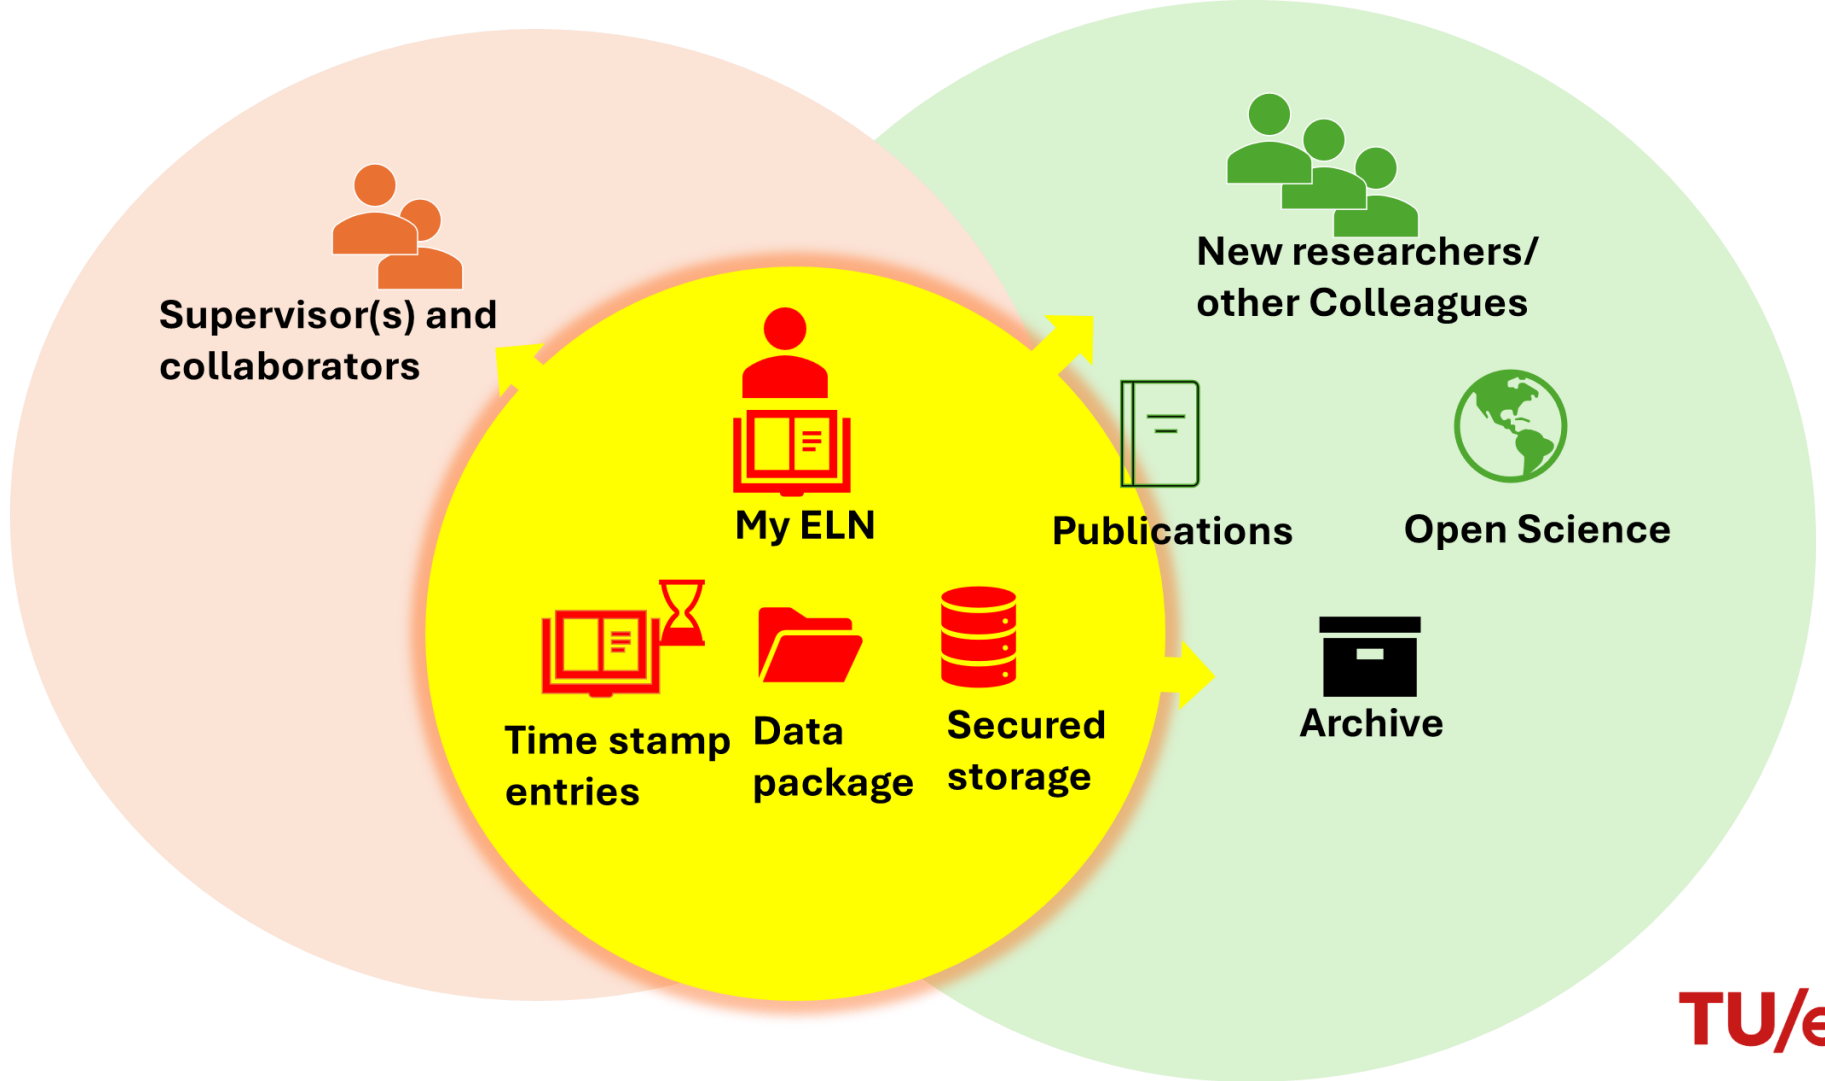 Supervisor(s) and
collaborators
New researchers/
other Colleagues
My ELN
Publications
Open Science
Time stamp
entries
Data
package
Secured
storage
Archive
TU/e